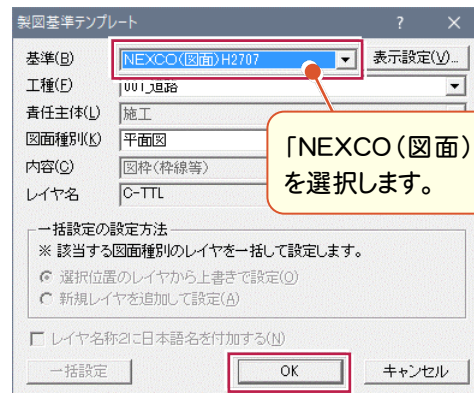 製図基準テンプレート ? ×
基準(B) NEXCO(図面)H2707 表示設定(V)...
工種(F) 001_道路
責任主体(L) 施工
図面種別(K) 平面図
内容(C) 図枠(枠線等)
レイヤ名 C-TTL
「NEXCO(図面)
を選択します。
一括設定の設定方法
※ 該当する図面種別のレイヤを一括して設定します。
選択位置のレイヤから上書きで設定(O)
新規レイヤを追加して設定(A)
レイヤ名称2に日本語名を付加する(N)
一括設定 OK キャンセル